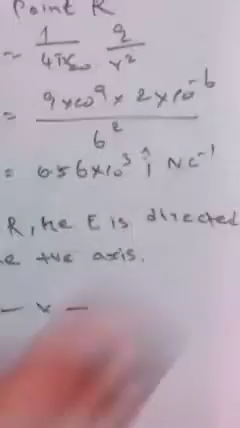 Point R
~ 1/4πε₀ q/r²
= 9×10⁹ × 2×10⁻⁶ / 6²
= 0.56×10³ î NC⁻¹
R, the E is directed
e +ve axis.
— x —